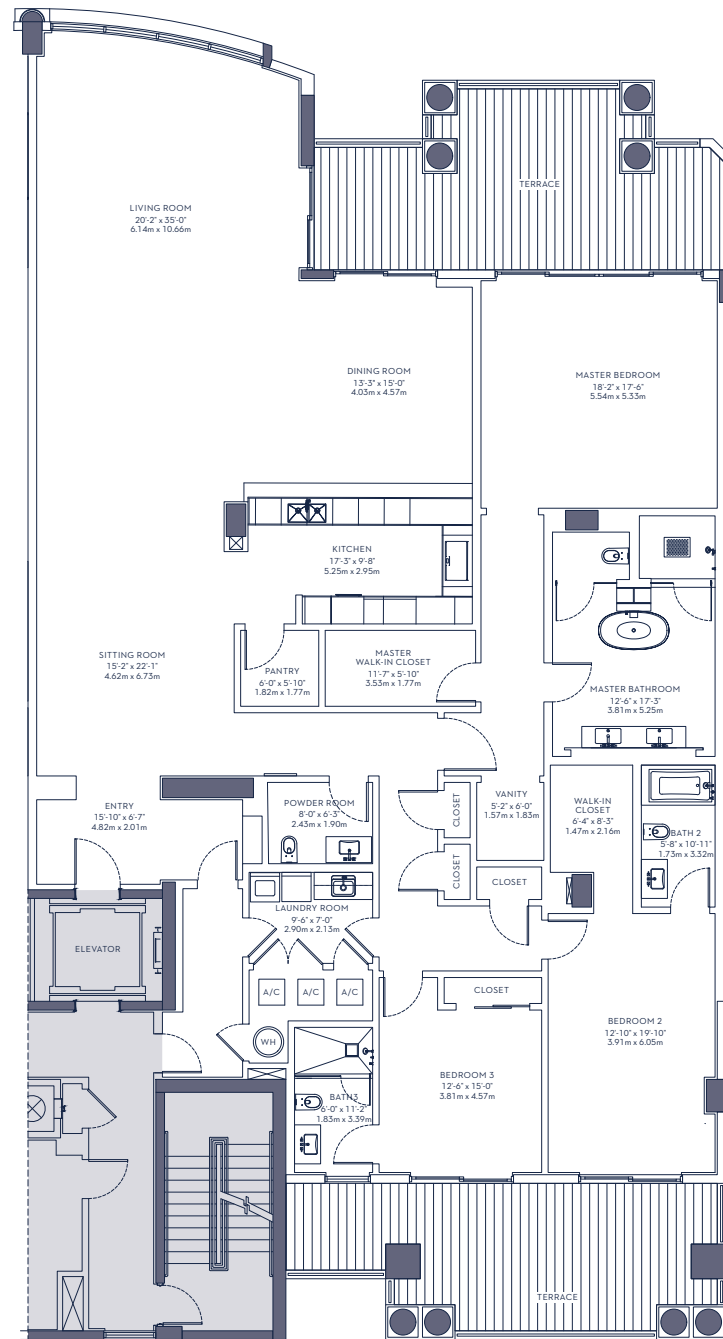 TERRACE
LIVING ROOM
20'-2" x 35'-0"
6.14m x 10.66m
DINING ROOM
13'-3" x 15'-0"
4.03m x 4.57m
MASTER BEDROOM
18'-2" x 17'-6"
5.54m x 5.33m
KITCHEN
17'-3" x 9'-8"
5.25m x 2.95m
SITTING ROOM
15'-2" x 22'-1"
4.62m x 6.73m
PANTRY
6'-0" x 5'-10"
1.82m x 1.77m
MASTER
WALK-IN CLOSET
11'-7" x 5'-10"
3.53m x 1.77m
MASTER BATHROOM
12'-6" x 17'-3"
3.81m x 5.25m
ENTRY
15'-10" x 6'-7"
4.82m x 2.01m
POWDER ROOM
8'-0" x 6'-3"
2.43m x 1.90m
CLOSET
VANITY
5'-2" x 6'-0"
1.57m x 1.83m
WALK-IN
CLOSET
6'-4" x 8'-3"
1.47m x 2.16m
BATH 2
5'-8" x 10'-11"
1.73m x 3.32m
CLOSET
CLOSET
LAUNDRY ROOM
9'-6" x 7'-0"
2.90m x 2.13m
ELEVATOR
A/C
A/C
A/C
CLOSET
WH
BEDROOM 2
12'-10" x 19'-10"
3.91m x 6.05m
BEDROOM 3
12'-6" x 15'-0"
3.81m x 4.57m
BATH3
6'-0" x 11'-2"
1.83m x 3.39m
TERRACE